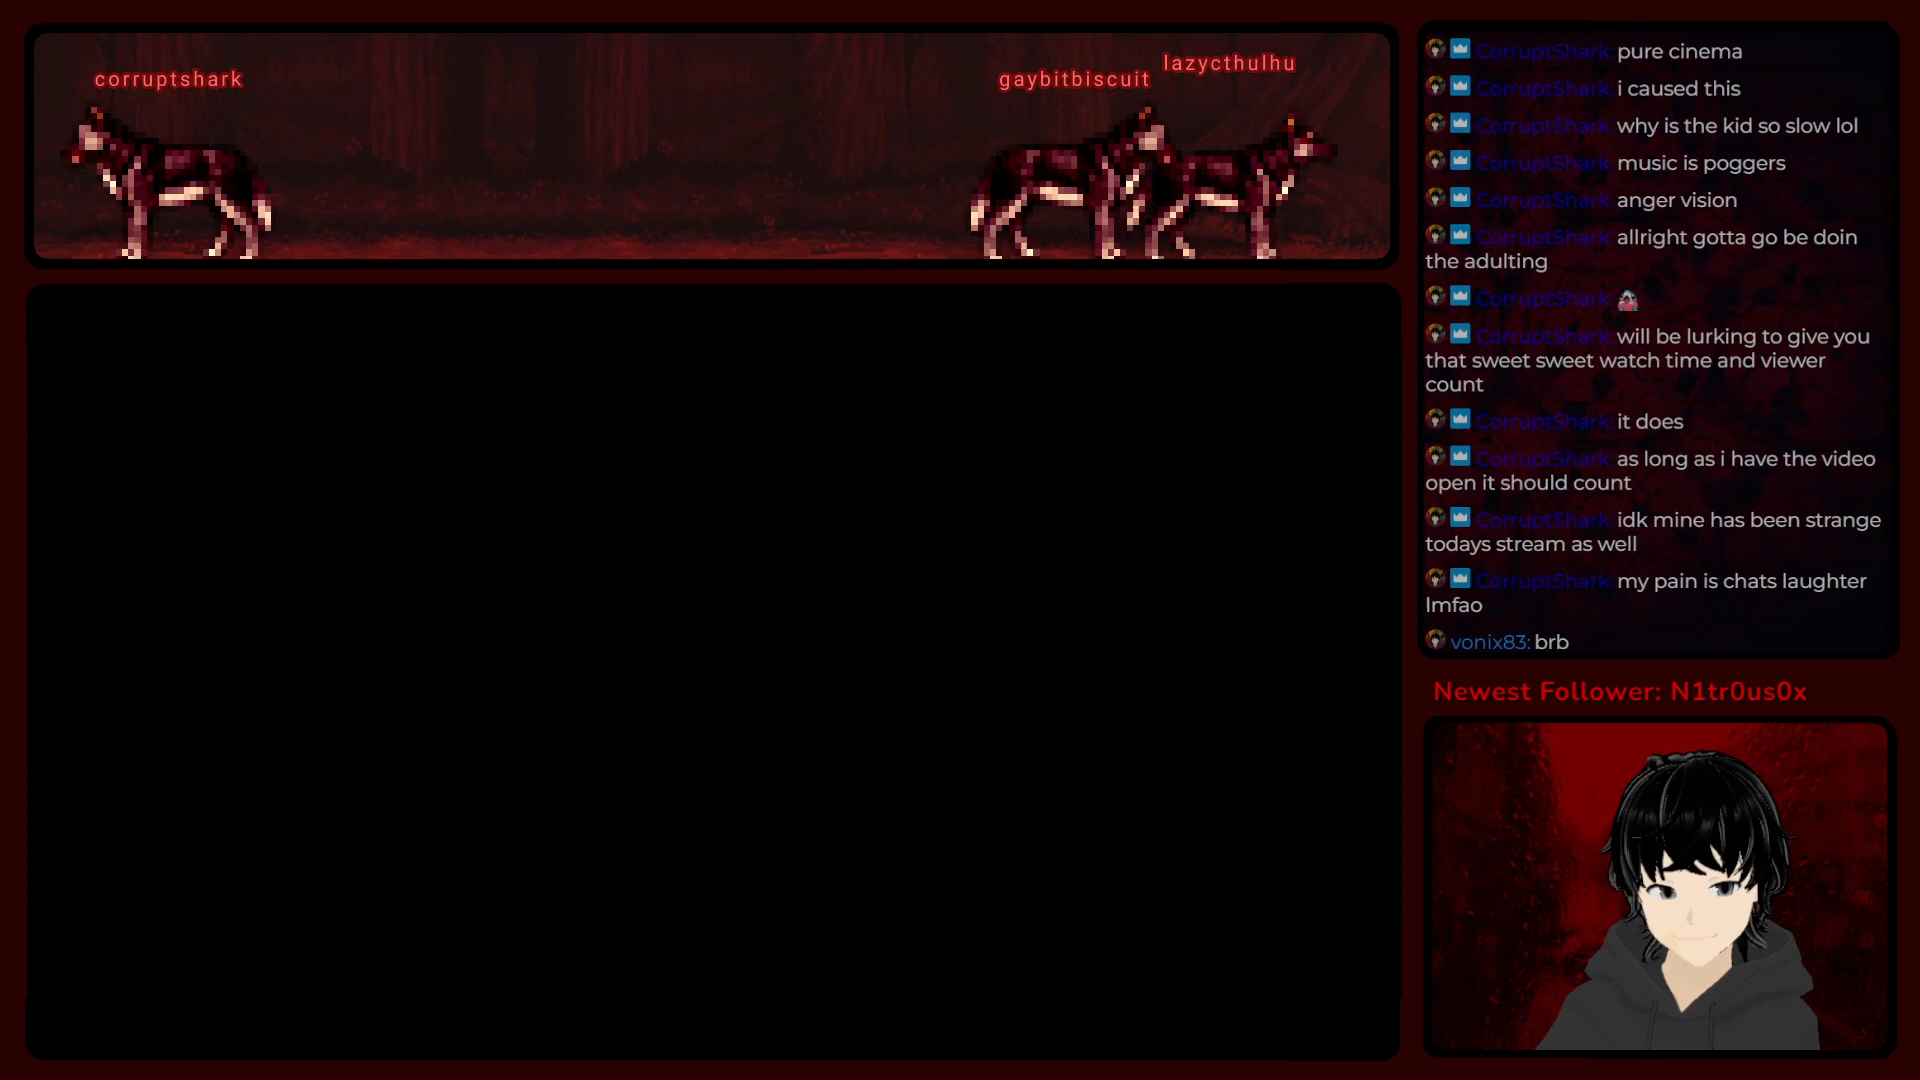 corruptshark
gaybitbiscuit
lazycthulhu
CorruptShark: pure cinema
CorruptShark: i caused this
CorruptShark: why is the kid so slow lol
CorruptShark: music is poggers
CorruptShark: anger vision
CorruptShark: allright gotta go be doin
the adulting
CorruptShark:
CorruptShark: will be lurking to give you
that sweet sweet watch time and viewer
count
CorruptShark: it does
CorruptShark: as long as i have the video
open it should count
CorruptShark: idk mine has been strange
todays stream as well
CorruptShark: my pain is chats laughter
lmfao
vonix83: brb
Newest Follower: N1tr0us0x